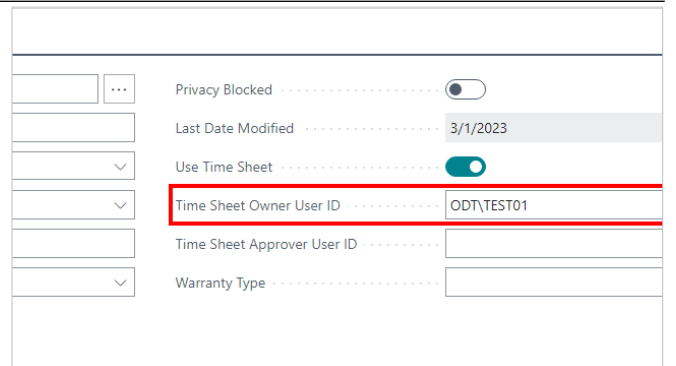 Privacy Blocked
Last Date Modified 3/1/2023
Use Time Sheet
Time Sheet Owner User ID ODT\TEST01
Time Sheet Approver User ID
Warranty Type